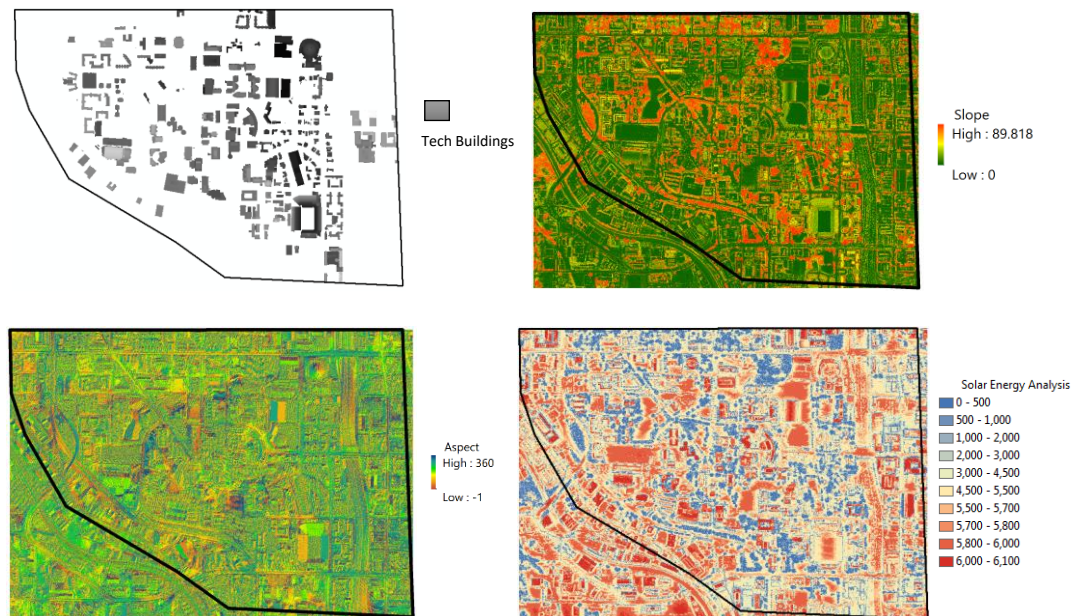 Tech Buildings
Slope
High : 89.818
Low : 0
Aspect
High : 360
Low : -1
Solar Energy Analysis
0 - 500
500 - 1,000
1,000 - 2,000
2,000 - 3,000
3,000 - 4,500
4,500 - 5,500
5,500 - 5,700
5,700 - 5,800
5,800 - 6,000
6,000 - 6,100